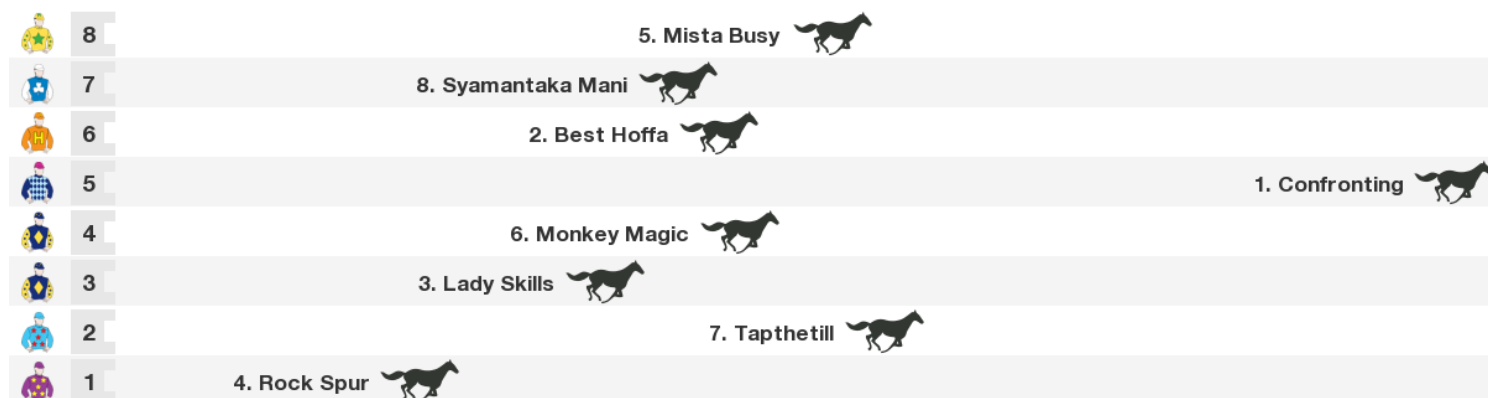 8 5. Mista Busy
7 8. Syamantaka Mani
H 6 2. Best Hoffa
5 1. Confronting
4 6. Monkey Magic
3 3. Lady Skills
2 7. Tapthetill
1 4. Rock Spur